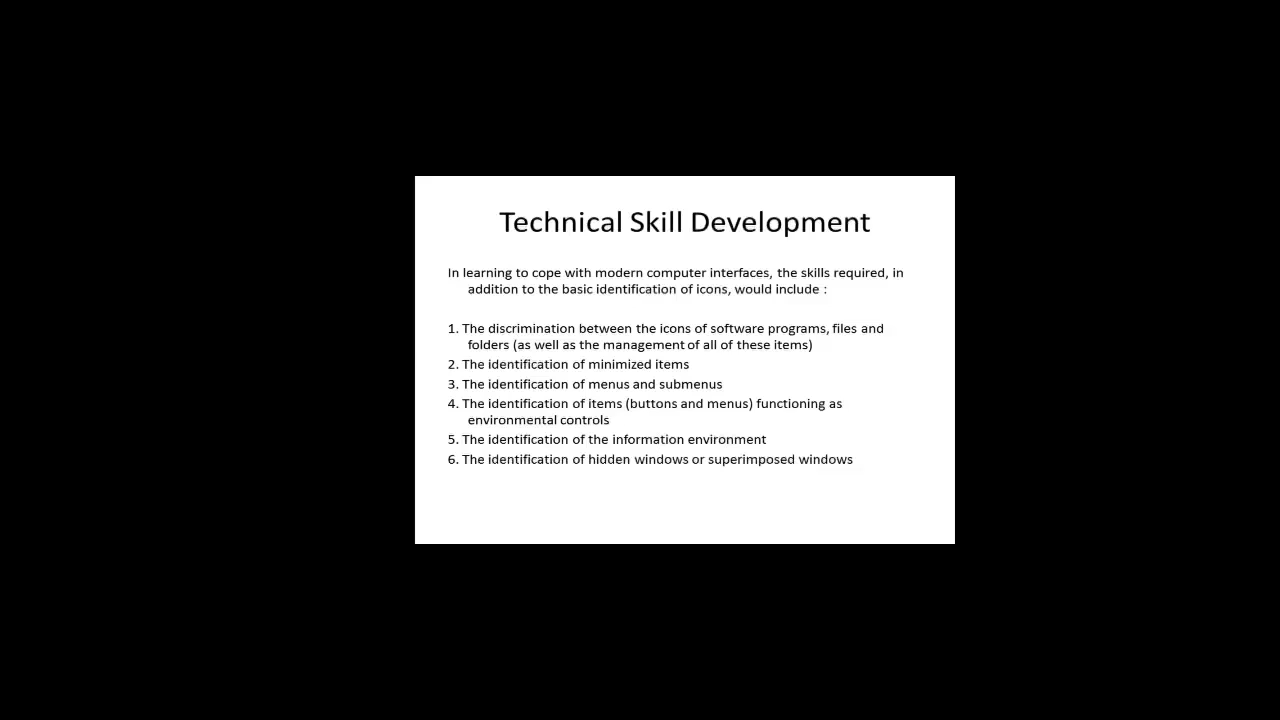 Technical Skill Development
In learning to cope with modern computer interfaces, the skills required, in
addition to the basic identification of icons, would include :
1. The discrimination between the icons of software programs, files and
folders (as well as the management of all of these items)
2. The identification of minimized items
3. The identification of menus and submenus
4. The identification of items (buttons and menus) functioning as
environmental controls
5. The identification of the information environment
6. The identification of hidden windows or superimposed windows